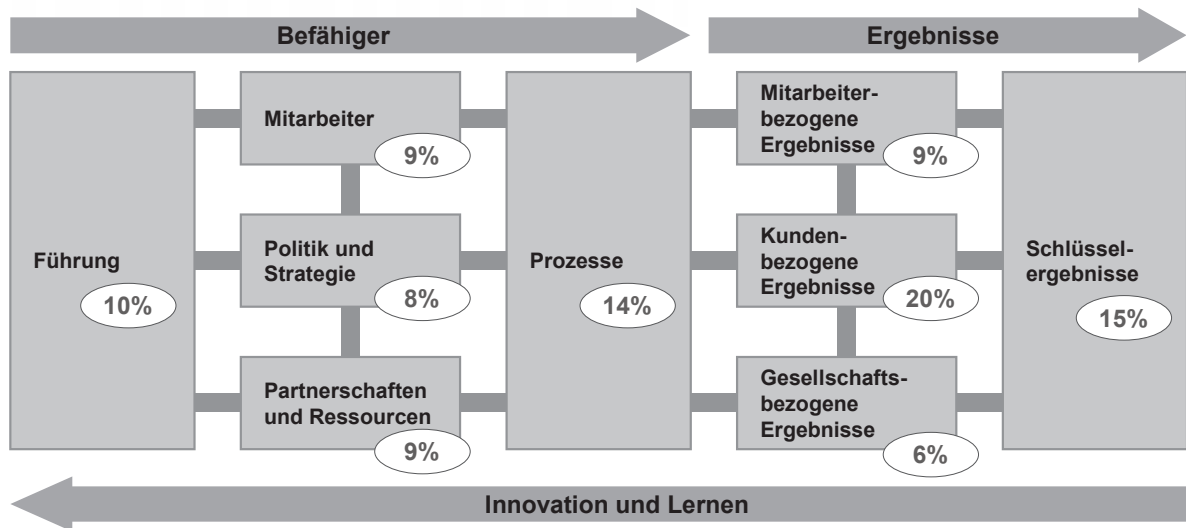 Befähiger
Ergebnisse
Führung
10%
Mitarbeiter
9%
Politik und
Strategie
8%
Partnerschaften
und Ressourcen
9%
Prozesse
14%
Mitarbeiter-
bezogene
Ergebnisse
9%
Kunden-
bezogene
Ergebnisse
20%
Gesellschafts-
bezogene
Ergebnisse
6%
Schlüssel-
ergebnisse
15%
Innovation und Lernen